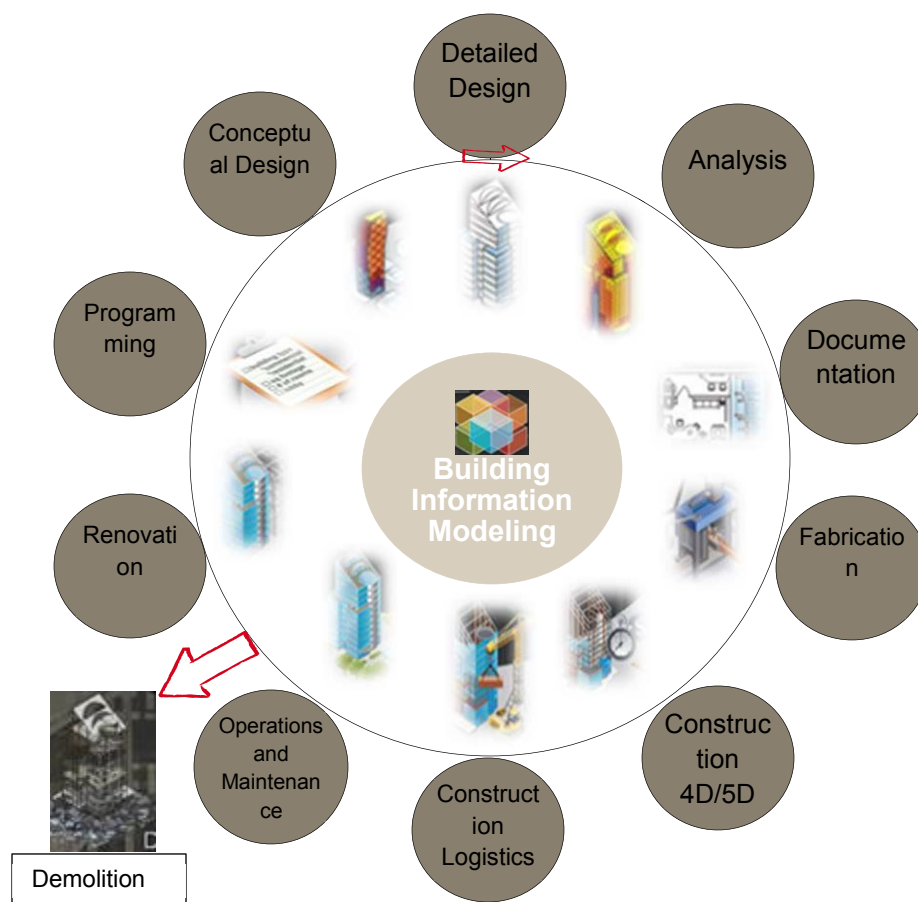 Detailed
Design
Conceptu
al Design
Analysis
Program
ming
Docume
ntation
Building
Information
Modeling
Renovati
on
Fabricatio
n
Operations
and
Maintenan
ce
Construct
ion
Logistics
Construc
tion
4D/5D
D
Demolition